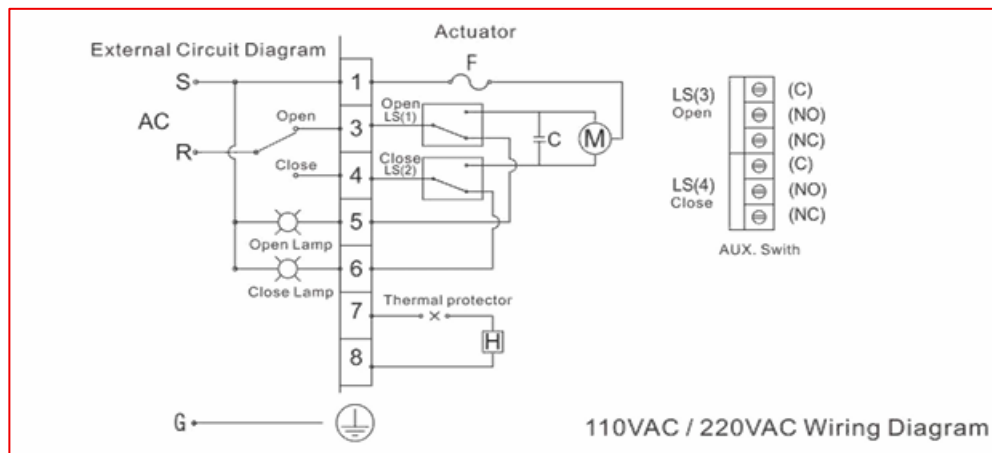 External Circuit Diagram
Actuator
S
1
F
AC
Open
3
Open
LS(1)
C
M
R
Close
4
Close
LS(2)
5
Open Lamp
6
Close Lamp
7
Thermal protector
H
8
G
LS(3)
Open
(C)
(NO)
(NC)
LS(4)
Close
(C)
(NO)
(NC)
AUX. Swith
110VAC / 220VAC Wiring Diagram